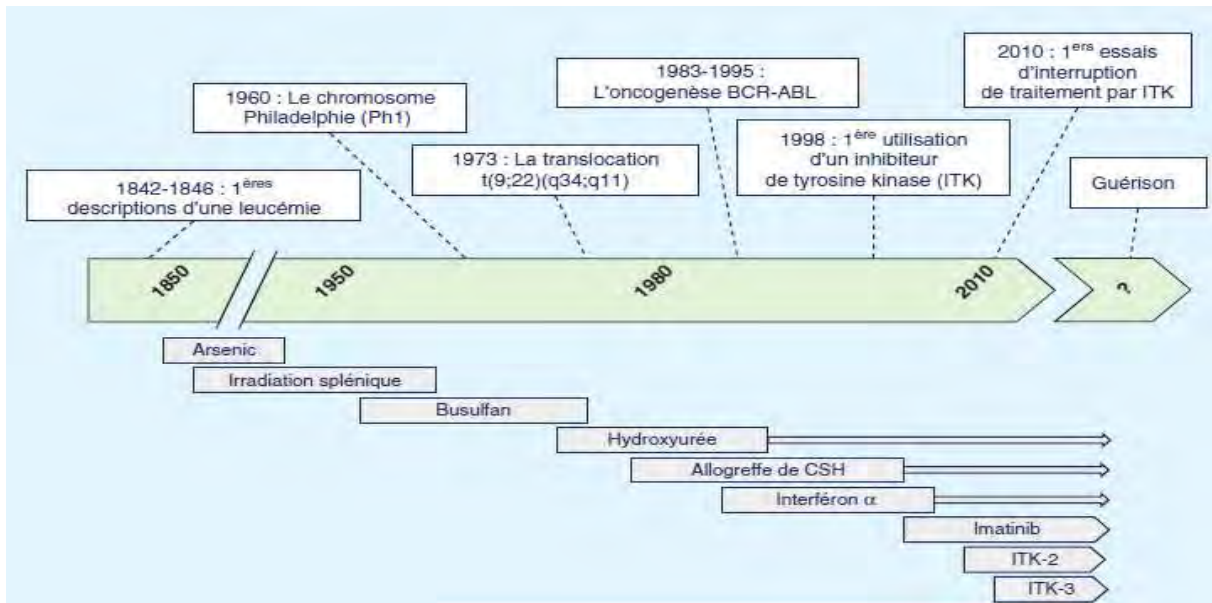 2010 : 1ers essais
d'interruption
de traitement par ITK
1983-1995 :
L'oncogenèse BCR-ABL
1960 : Le chromosome
Philadelphie (Ph1)
1998 : 1ère utilisation
d'un inhibiteur
de tyrosine kinase (ITK)
1973 : La translocation
t(9;22)(q34;q11)
Guérison
1842-1846 : 1ères
descriptions d'une leucémie
1850
1950
1980
2010
?
Arsenic
Irradiation splénique
Busulfan
Hydroxyurée
Allogreffe de CSH
Interféron α
Imatinib
ITK-2
ITK-3